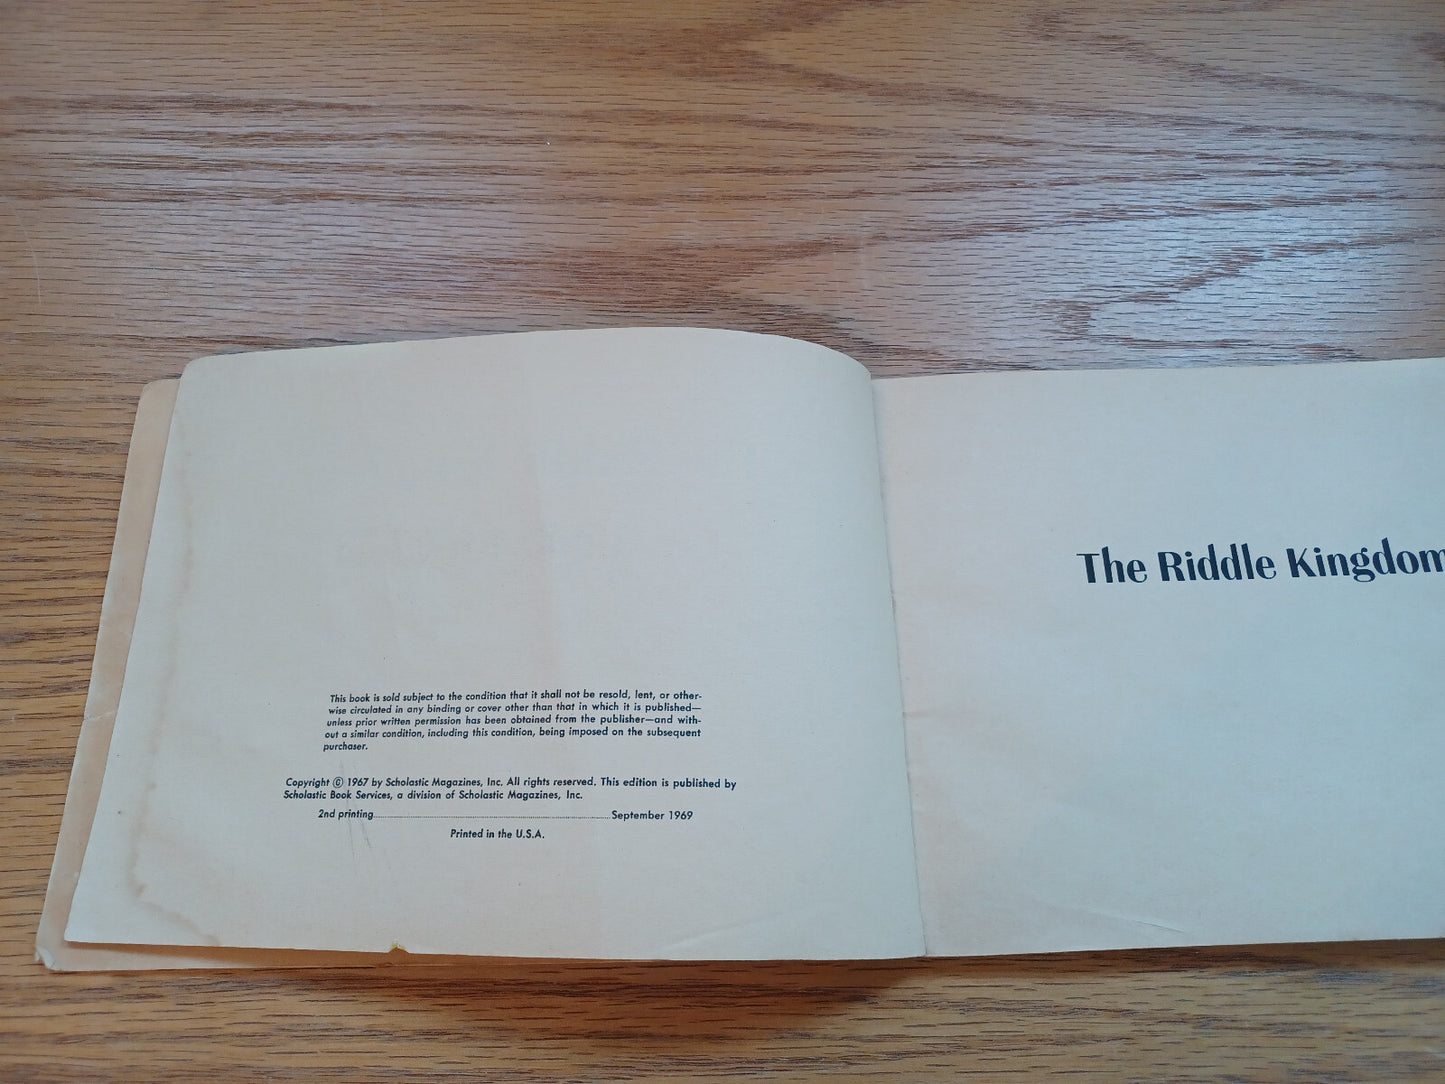 This book is sold subject to the condition that it shall not be resold, lent, or other-
wise circulated in any binding or cover other than that in which it is published—
unless prior written permission has been obtained from the publisher—and with-
out a similar condition, including this condition, being imposed on the subsequent
purchaser.
Copyright © 1967 by Scholastic Magazines, Inc. All rights reserved. This edition is published by
Scholastic Book Services, a division of Scholastic Magazines, Inc.
2nd printing........................................................................September 1969
Printed in the U.S.A.
The Riddle Kingdom